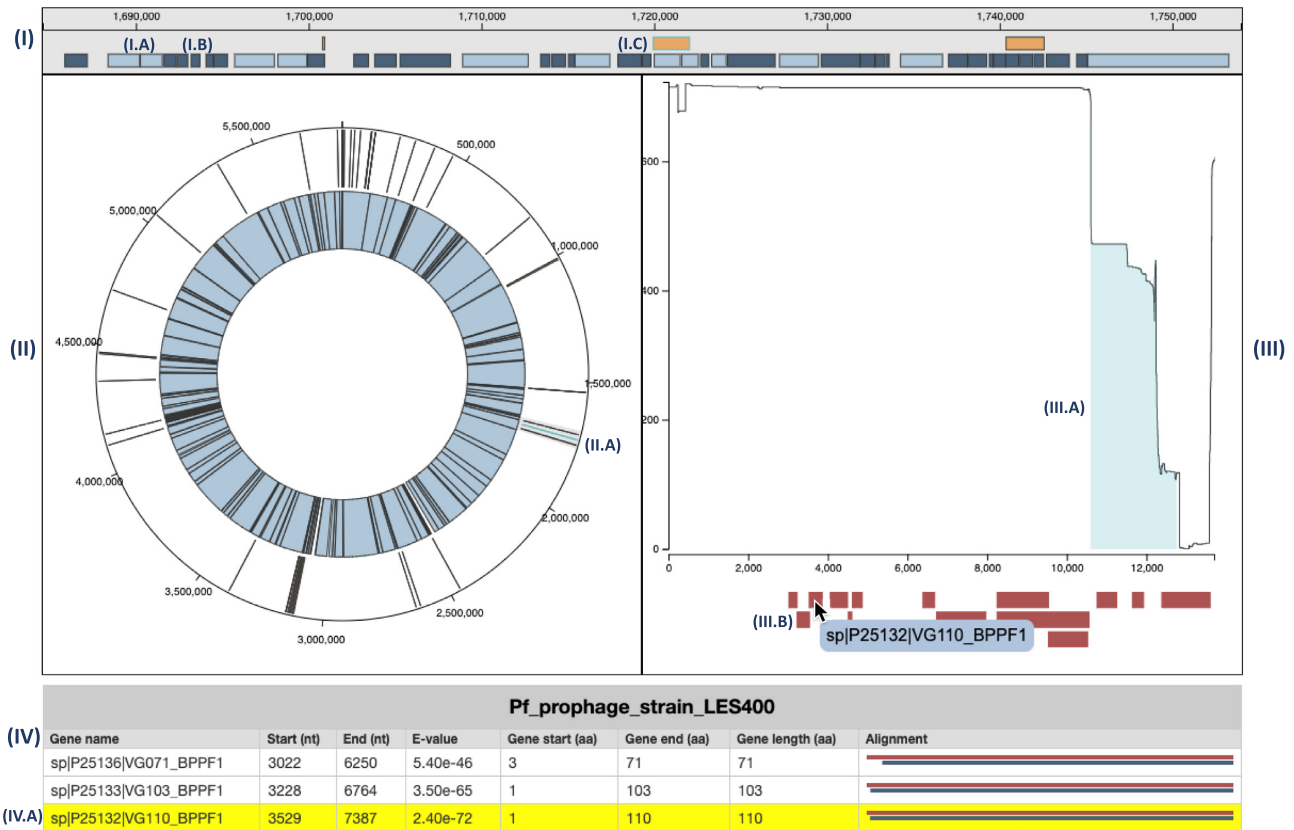 1,690,000 1,700,000 1,710,000 1,720,000 1,730,000 1,740,000 1,750,000
(I) (I.A) (I.B) (I.C)
5,500,000 500,000
5,000,000 1,000,000
4,500,000 1,500,000
4,000,000 2,000,000
3,500,000 2,500,000
3,000,000
(II) (II.A)
600
400
200
0
0 2,000 4,000 6,000 8,000 10,000 12,000
(III) (III.A)
(III.B) sp|P25132|VG110_BPPF1
Pf_prophage_strain_LES400
(IV) Gene name Start (nt) End (nt) E-value Gene start (aa) Gene end (aa) Gene length (aa) Alignment
sp|P25136|VG071_BPPF1 3022 6250 5.40e-46 3 71 71
sp|P25133|VG103_BPPF1 3228 6764 3.50e-65 1 103 103
(IV.A) sp|P25132|VG110_BPPF1 3529 7387 2.40e-72 1 110 110